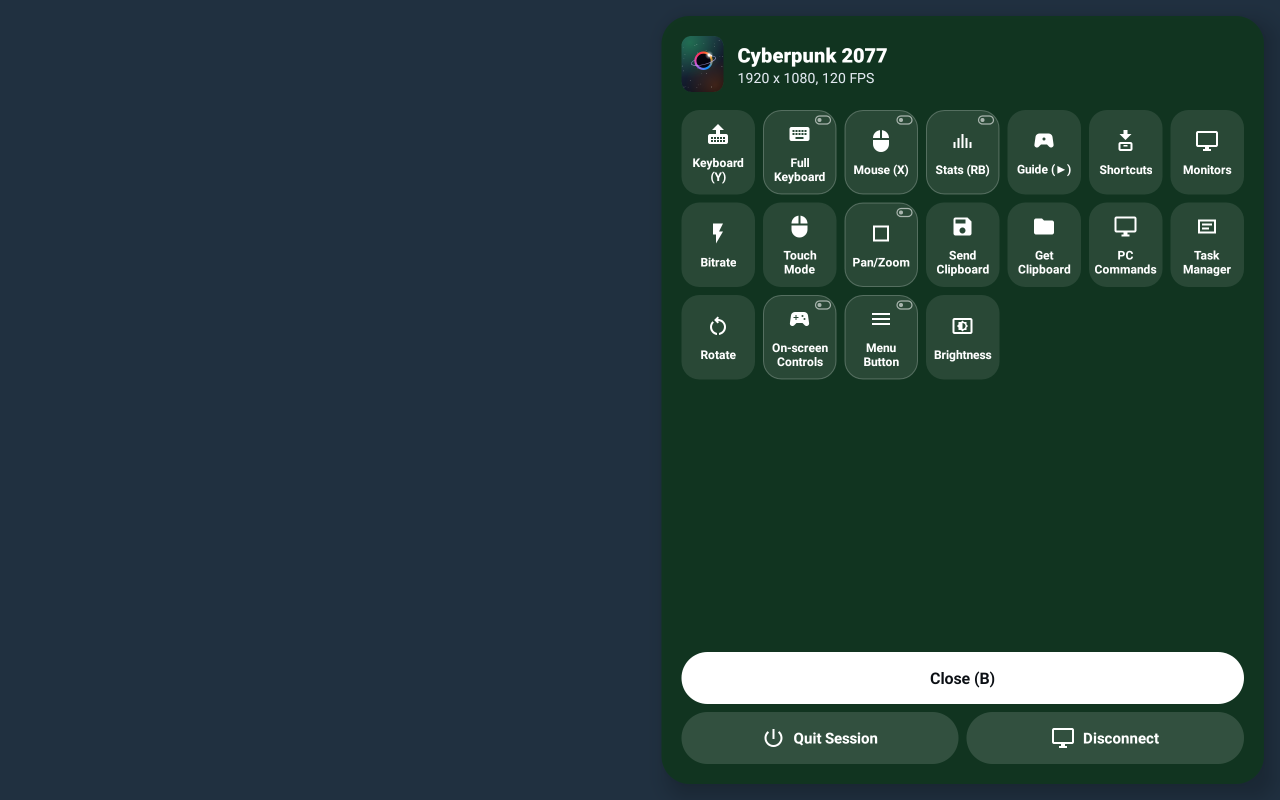 Cyberpunk 2077
1920 x 1080, 120 FPS
Keyboard
(Y)
Full
Keyboard
Mouse (X)
Stats (RB)
Guide (►)
Shortcuts
Monitors
Bitrate
Touch
Mode
Pan/Zoom
Send
Clipboard
Get
Clipboard
PC
Commands
Task
Manager
Rotate
On-screen
Controls
Menu
Button
Brightness
Close (B)
Quit Session
Disconnect